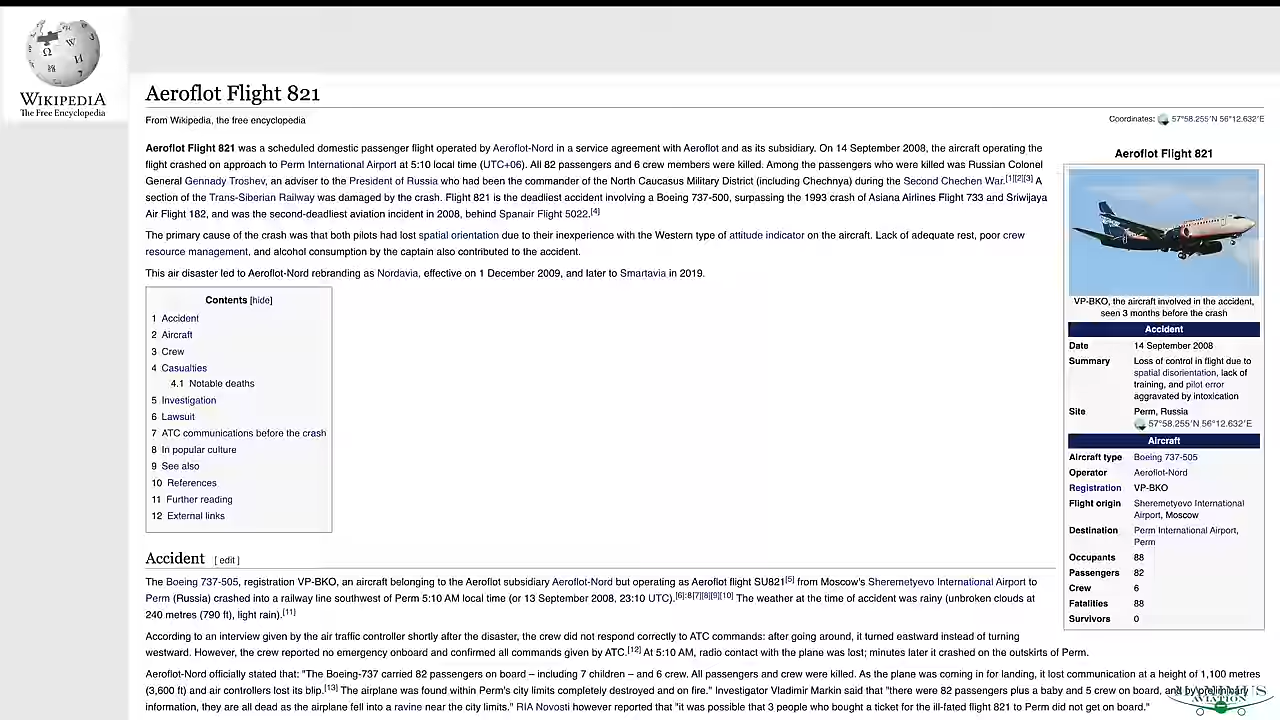 WIKIPEDIA
The Free Encyclopedia
Aeroflot Flight 821
From Wikipedia, the free encyclopedia
Coordinates: 57°58.255′N 56°12.632′E
Aeroflot Flight 821 was a scheduled domestic passenger flight operated by Aeroflot-Nord in a service agreement with Aeroflot and as its subsidiary. On 14 September 2008, the aircraft operating the
flight crashed on approach to Perm International Airport at 5:10 local time (UTC+06). All 82 passengers and 6 crew members were killed. Among the passengers who were killed was Russian Colonel
General Gennady Troshev, an adviser to the President of Russia who had been the commander of the North Caucasus Military District (including Chechnya) during the Second Chechen War.[1][2][3] A
section of the Trans-Siberian Railway was damaged by the crash. Flight 821 is the deadliest accident involving a Boeing 737-500, surpassing the 1993 crash of Asiana Airlines Flight 733 and Sriwijaya
Air Flight 182, and was the second-deadliest aviation incident in 2008, behind Spanair Flight 5022.[4]
The primary cause of the crash was that both pilots had lost spatial orientation due to their inexperience with the Western type of attitude indicator on the aircraft. Lack of adequate rest, poor crew
resource management, and alcohol consumption by the captain also contributed to the accident.
This air disaster led to Aeroflot-Nord rebranding as Nordavia, effective on 1 December 2009, and later to Smartavia in 2019.
Contents [hide]
1 Accident
2 Aircraft
3 Crew
4 Casualties
4.1 Notable deaths
5 Investigation
6 Lawsuit
7 ATC communications before the crash
8 In popular culture
9 See also
10 References
11 Further reading
12 External links
Aeroflot Flight 821
VP-BKO, the aircraft involved in the accident,
seen 3 months before the crash
Accident
Date 14 September 2008
Summary Loss of control in flight due to
spatial disorientation, lack of
training, and pilot error
aggravated by intoxication
Site Perm, Russia
57°58.255′N 56°12.632′E
Aircraft
Aircraft type Boeing 737-505
Operator Aeroflot-Nord
Registration VP-BKO
Flight origin Sheremetyevo International
Airport, Moscow
Destination Perm International Airport,
Perm
Occupants 88
Passengers 82
Crew 6
Fatalities 88
Survivors 0
Accident [ edit ]
The Boeing 737-505, registration VP-BKO, an aircraft belonging to the Aeroflot subsidiary Aeroflot-Nord but operating as Aeroflot flight SU821[5] from Moscow's Sheremetyevo International Airport to
Perm (Russia) crashed into a railway line southwest of Perm 5:10 AM local time (or 13 September 2008, 23:10 UTC).[6]:8[7][8][9][10] The weather at the time of accident was rainy (unbroken clouds at
240 metres (790 ft), light rain).[11]
According to an interview given by the air traffic controller shortly after the disaster, the crew did not respond correctly to ATC commands: after going around, it turned eastward instead of turning
westward. However, the crew reported no emergency onboard and confirmed all commands given by ATC.[12] At 5:10 AM, radio contact with the plane was lost; minutes later it crashed on the outskirts of Perm.
Aeroflot-Nord officially stated that: "The Boeing-737 carried 82 passengers on board – including 7 children – and 6 crew. All passengers and crew were killed. As the plane was coming in for landing, it lost communication at a height of 1,100 metres
(3,600 ft) and air controllers lost its blip.[13] The airplane was found within Perm's city limits completely destroyed and on fire." Investigator Vladimir Markin said that "there were 82 passengers plus a baby and 5 crew on board, and by preliminary
information, they are all dead as the airplane fell into a ravine near the city limits." RIA Novosti however reported that "it was possible that 3 people who bought a ticket for the ill-fated flight 821 to Perm did not get on board."
AVIATION